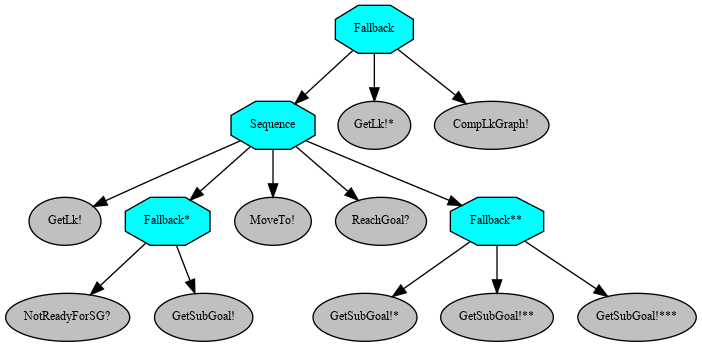 Fallback
Sequence
GetLk!*
CompLkGraph!
GetLk!
Fallback*
MoveTo!
ReachGoal?
Fallback**
NotReadyForSG?
GetSubGoal!
GetSubGoal!*
GetSubGoal!**
GetSubGoal!***